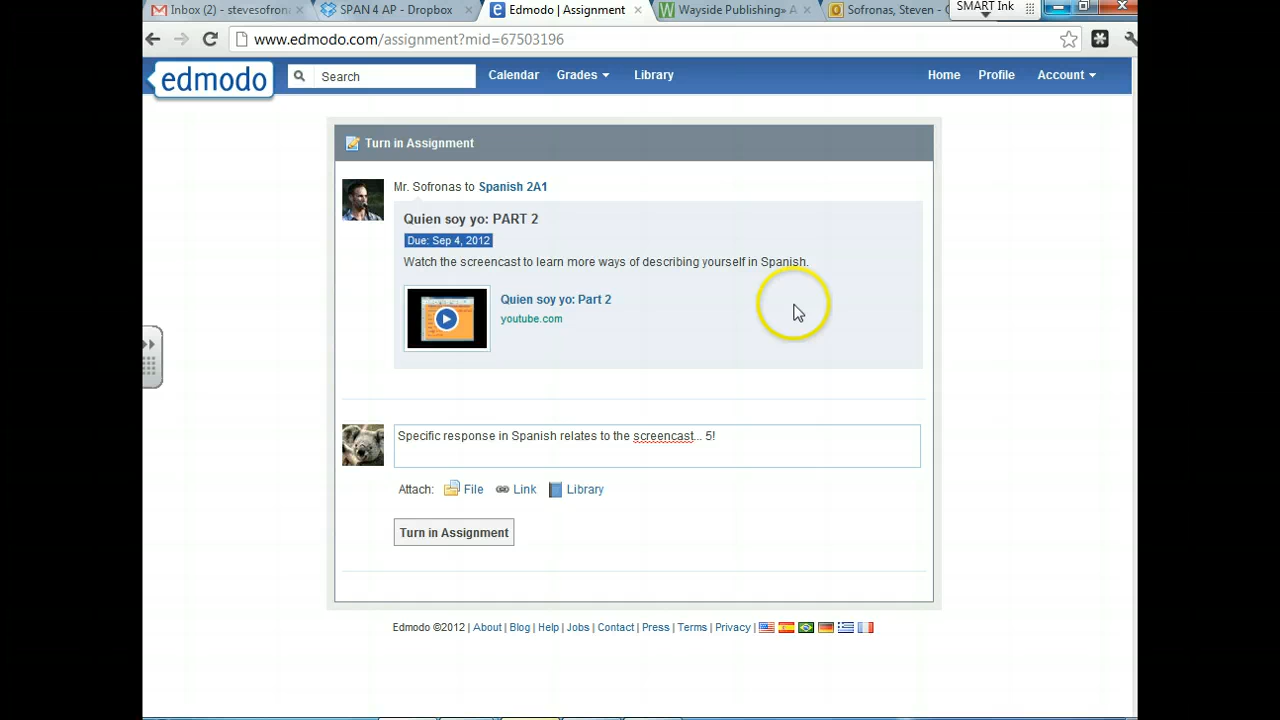 Inbox (2) - stevesofrona
SPAN 4 AP - Dropbox
Edmodo | Assignment
Wayside Publishing» A
Sofronas, Steven - C
SMART Ink
www.edmodo.com/assignment?mid=67503196
edmodo
Search
Calendar
Grades
Library
Home
Profile
Account
Turn in Assignment
Mr. Sofronas to Spanish 2A1
Quien soy yo: PART 2
Due: Sep 4, 2012
Watch the screencast to learn more ways of describing yourself in Spanish.
Quien soy yo: Part 2
youtube.com
Specific response in Spanish relates to the screencast... 5!
Attach: File Link Library
Turn in Assignment
Edmodo ©2012 | About | Blog | Help | Jobs | Contact | Press | Terms | Privacy |